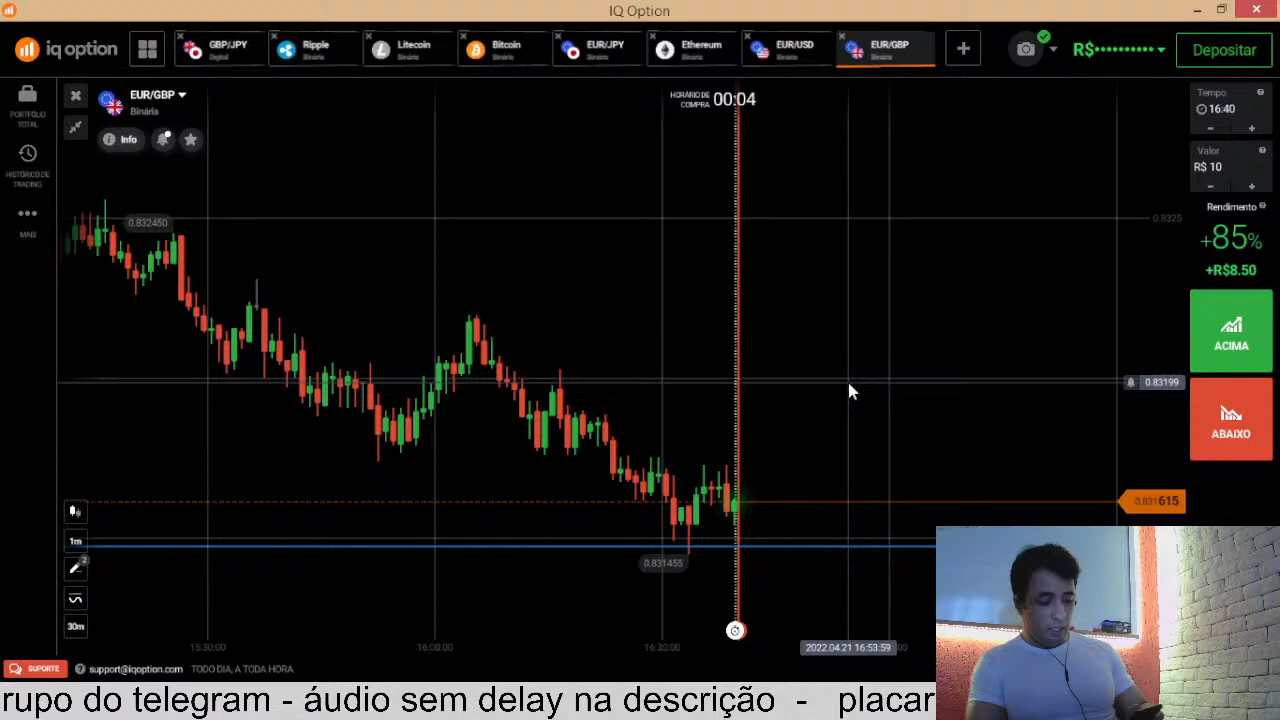 IQ Option
iq option
GBP/JPY
Digital
Ripple
Binária
Litecoin
Binária
Bitcoin
Binária
EUR/JPY
Binária
Ethereum
Binária
EUR/USD
Binária
EUR/GBP
Binária
R$
Depositar
PORTFÓLIO
TOTAL
HISTÓRICO DE
TRADING
MAIS
EUR/GBP
Binária
Info
HORÁRIO DE
COMPRA
00:04
Tempo
16:40
Valor
R$ 10
Rendimento
+85%
+R$8.50
ACIMA
ABAIXO
0.832450
0.8325
0.83199
0.831615
0.831455
1m
2
30m
15:30:00
16:00:00
16:30:00
2022.04.21 16:53:59
:00
SUPORTE
support@iqoption.com
TODO DIA, A TODA HORA
rupo do telegram - áudio sem delay na descrição - placar